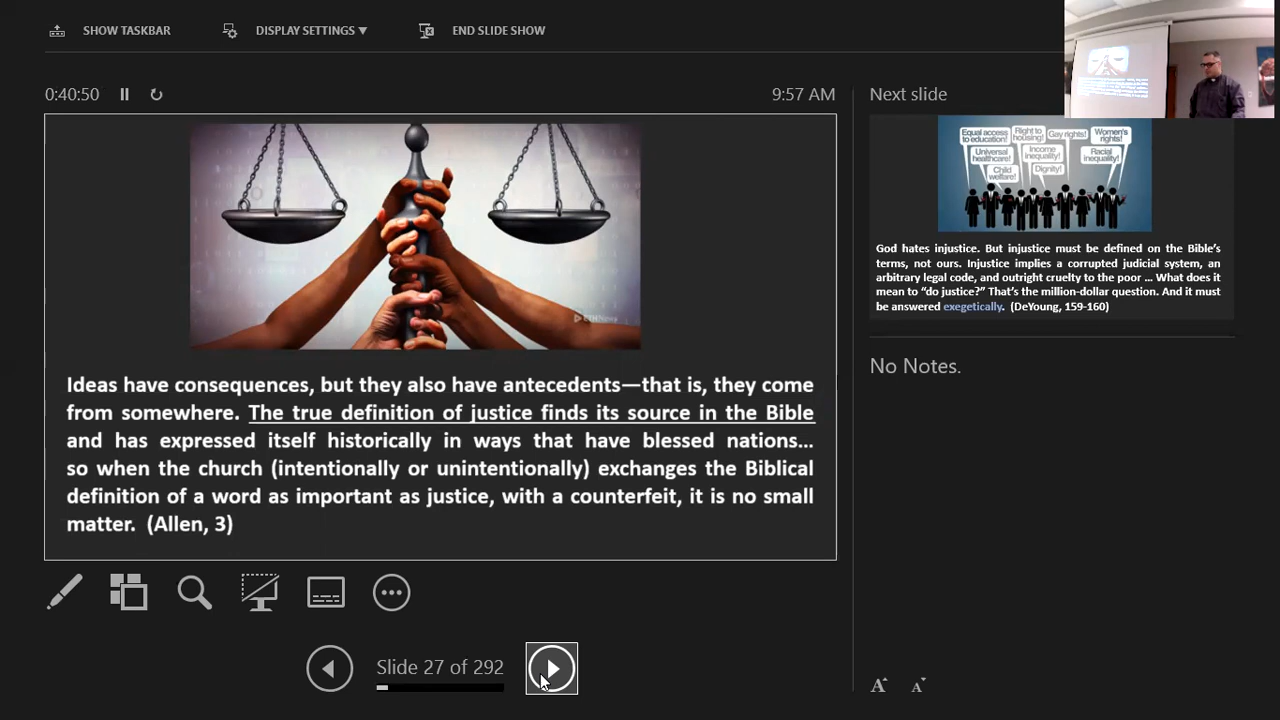 SHOW TASKBAR
DISPLAY SETTINGS ▼
END SLIDE SHOW
0:40:50
9:57 AM
Ideas have consequences, but they also have antecedents—that is, they come
from somewhere. The true definition of justice finds its source in the Bible
and has expressed itself historically in ways that have blessed nations...
so when the church (intentionally or unintentionally) exchanges the Biblical
definition of a word as important as justice, with a counterfeit, it is no small
matter. (Allen, 3)
Slide 27 of 292
Next slide
Equal access
to education!
Right to
housing!
Gay rights!
Women's
rights!
Universal
healthcare!
Income
inequality!
Racial
inequality!
Child
welfare!
Dignity!
God hates injustice. But injustice must be defined on the Bible's
terms, not ours. Injustice implies a corrupted judicial system, an
arbitrary legal code, and outright cruelty to the poor ... What does it
mean to “do justice?” That's the million-dollar question. And it must
be answered exegetically. (DeYoung, 159-160)
No Notes.
A A